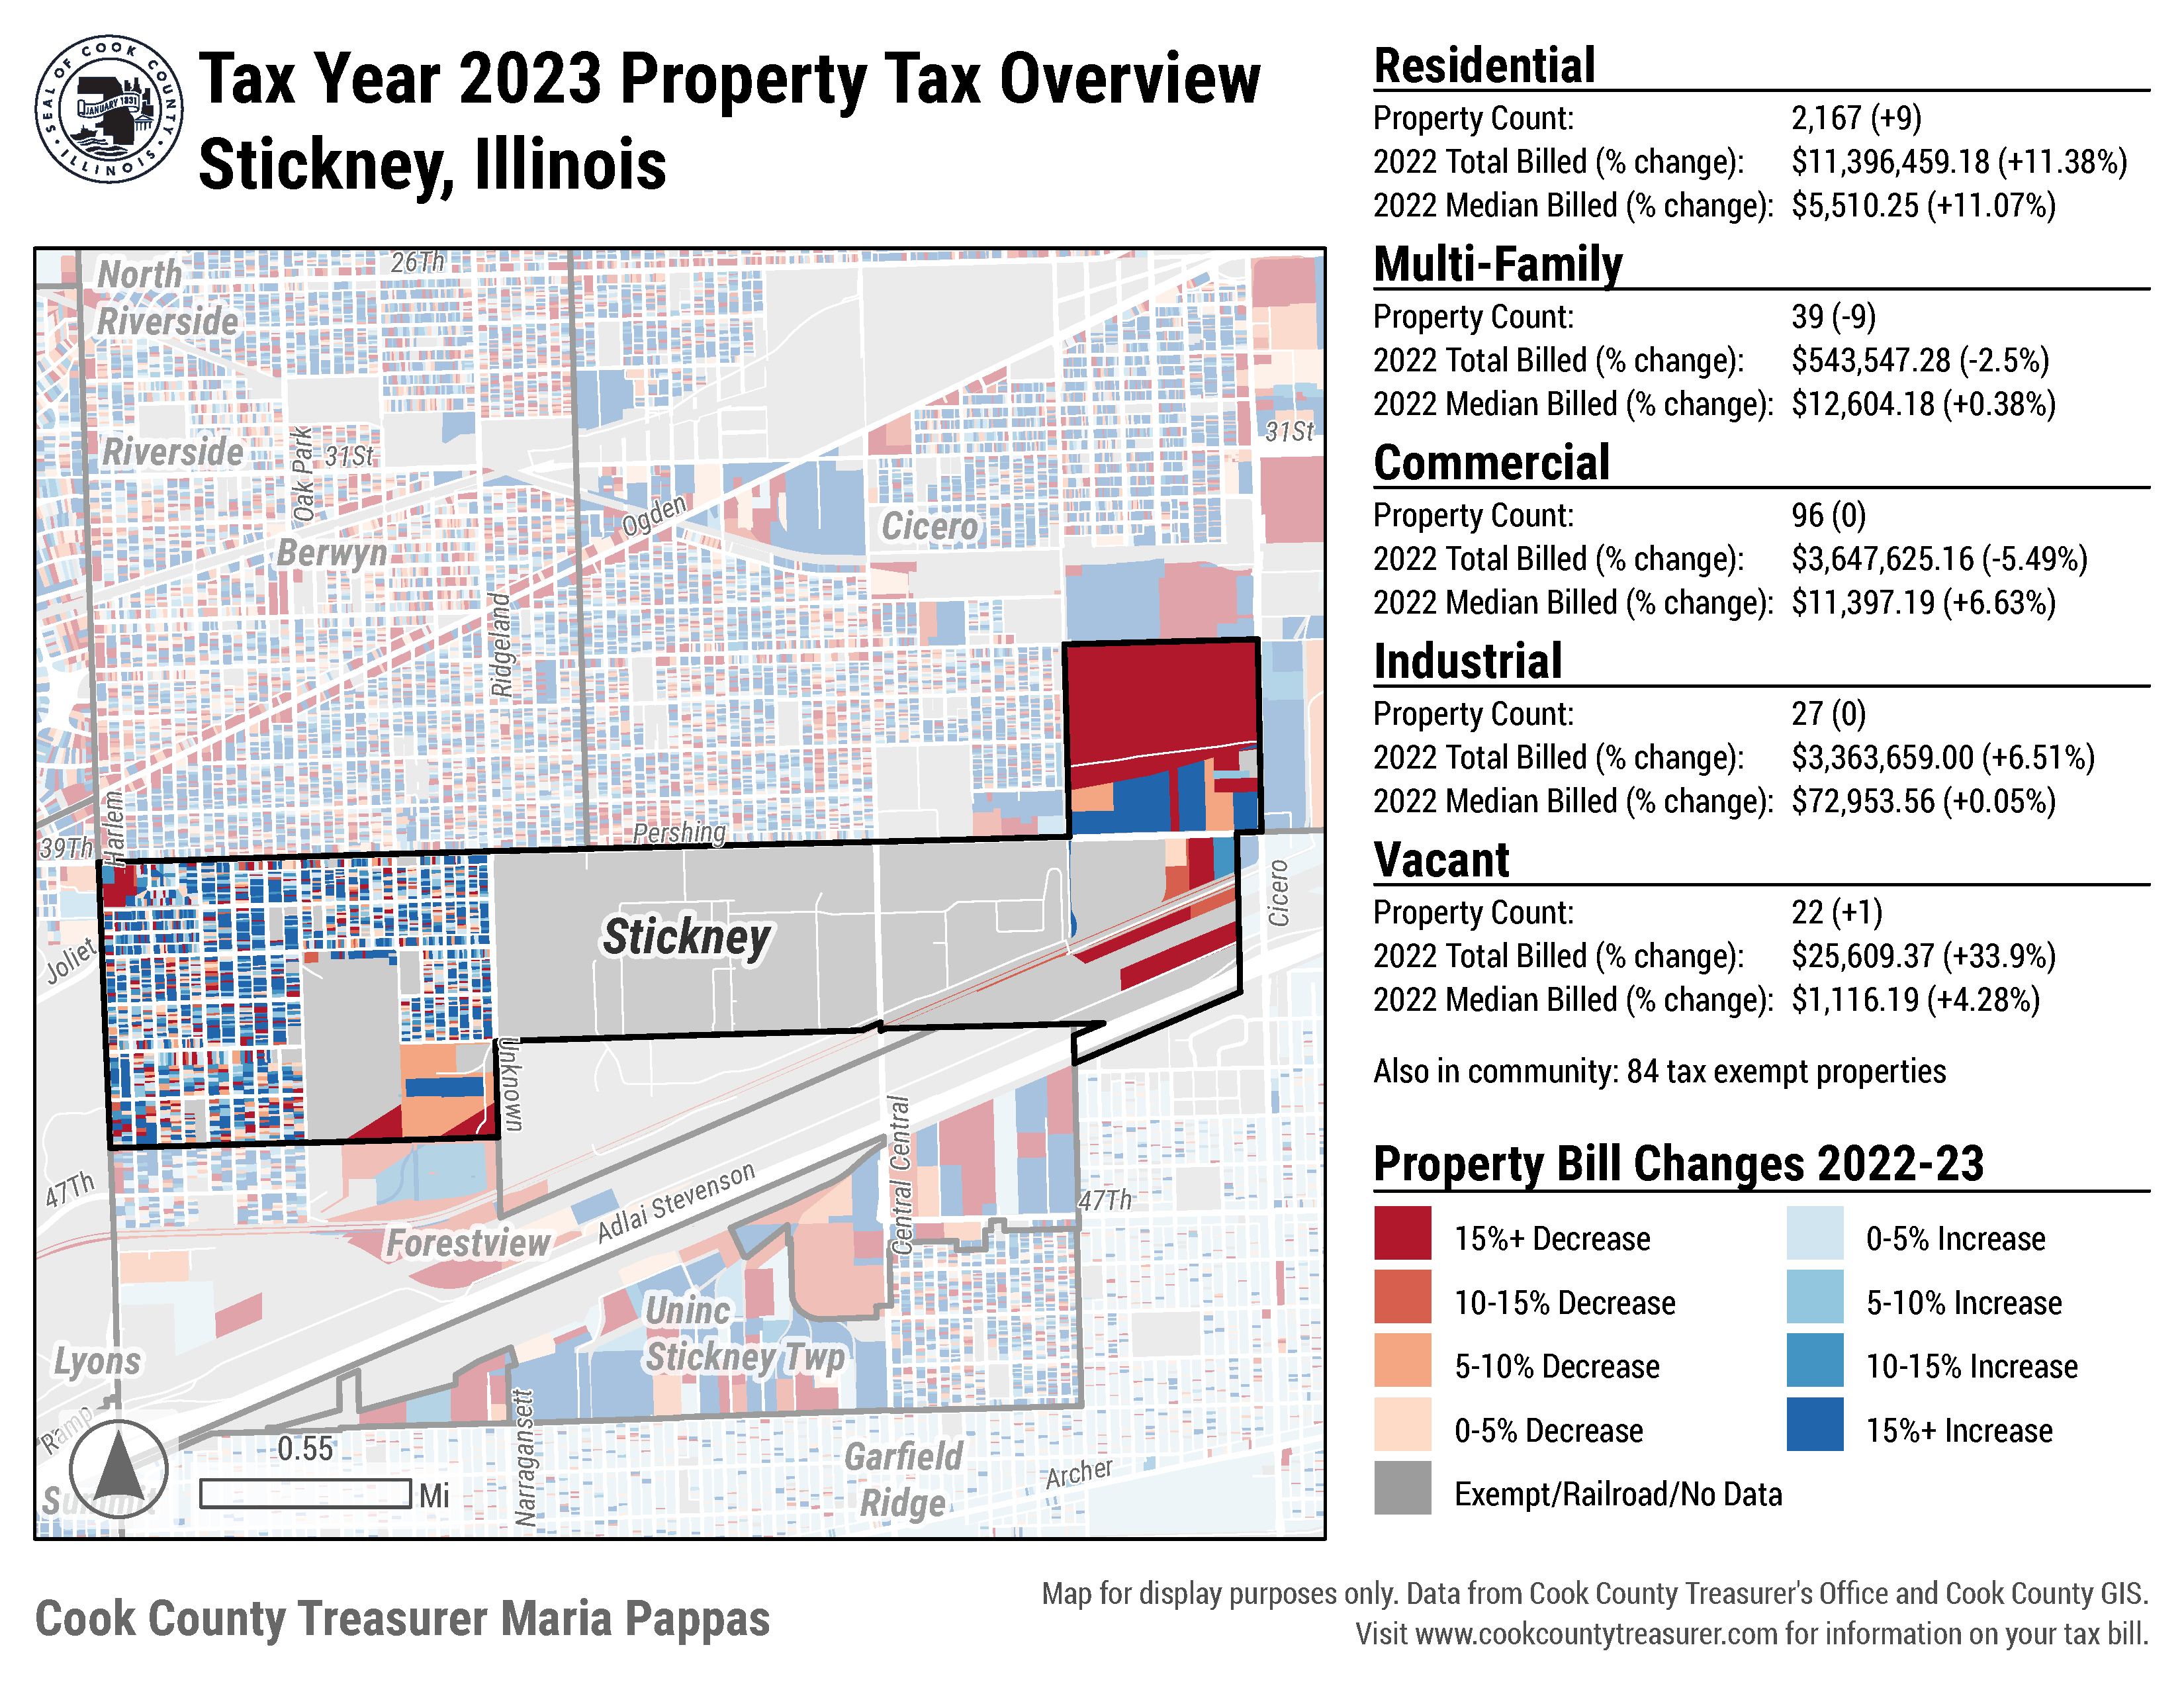 SEAL OF COOK COUNTY
JANUARY 1831
• ILLINOIS •
Tax Year 2023 Property Tax Overview
Stickney, Illinois
Residential
Property Count: 2,167 (+9)
2022 Total Billed (% change): $11,396,459.18 (+11.38%)
2022 Median Billed (% change): $5,510.25 (+11.07%)
Multi-Family
Property Count: 39 (-9)
2022 Total Billed (% change): $543,547.28 (-2.5%)
2022 Median Billed (% change): $12,604.18 (+0.38%)
Commercial
Property Count: 96 (0)
2022 Total Billed (% change): $3,647,625.16 (-5.49%)
2022 Median Billed (% change): $11,397.19 (+6.63%)
Industrial
Property Count: 27 (0)
2022 Total Billed (% change): $3,363,659.00 (+6.51%)
2022 Median Billed (% change): $72,953.56 (+0.05%)
Vacant
Property Count: 22 (+1)
2022 Total Billed (% change): $25,609.37 (+33.9%)
2022 Median Billed (% change): $1,116.19 (+4.28%)
Also in community: 84 tax exempt properties
Property Bill Changes 2022-23
15%+ Decrease
10-15% Decrease
5-10% Decrease
0-5% Decrease
Exempt/Railroad/No Data
0-5% Increase
5-10% Increase
10-15% Increase
15%+ Increase
North
Riverside
26Th
Riverside
Oak Park
31St
31St
Ogden
Cicero
Berwyn
Ridgeland
Harlem
39Th
Pershing
Cicero
Stickney
Joliet
Unknown
47Th
Central
Central
47Th
Adlai Stevenson
Forestview
Uninc
Stickney Twp
Lyons
Ramp
Narragansett
Garfield
Ridge
Archer
Summit
0.55
Mi
Cook County Treasurer Maria Pappas
Map for display purposes only. Data from Cook County Treasurer's Office and Cook County GIS.
Visit www.cookcountytreasurer.com for information on your tax bill.